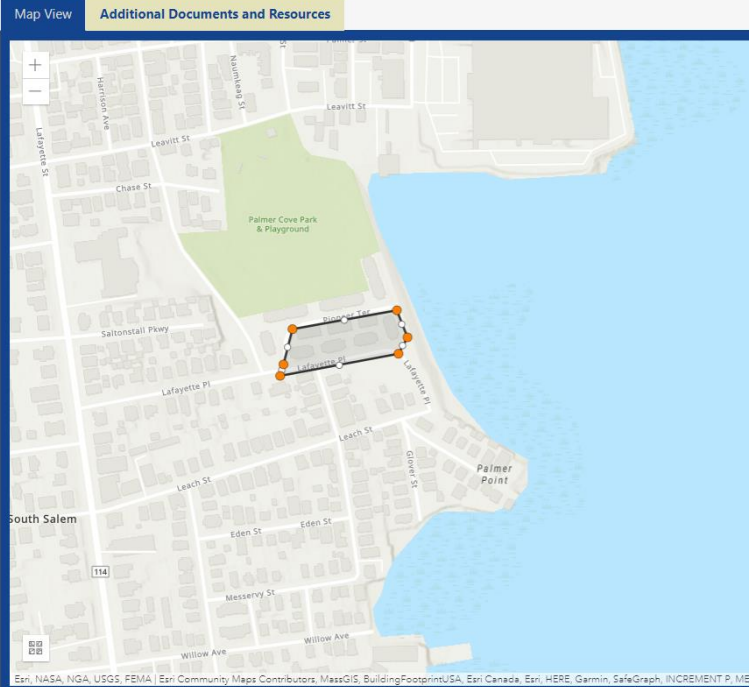 Map View
Additional Documents and Resources
+
−
Naumkeag St
Harrison Ave
Lafayette St
Leavitt St
Leavitt St
Chase St
Palmer Cove Park
& Playground
Pioneer Ter
Saltonstall Pkwy
Lafayette Pl
Lafayette Pl
Lafayette Pl
Leach St
Leach St
Glover St
Palmer
Point
South Salem
Eden St
Eden St
114
Messervy St
Willow Ave
Willow Ave
Esri, NASA, NGA, USGS, FEMA | Esri Community Maps Contributors, MassGIS, BuildingFootprintUSA, Esri Canada, Esri, HERE, Garmin, SafeGraph, INCREMENT P, ME